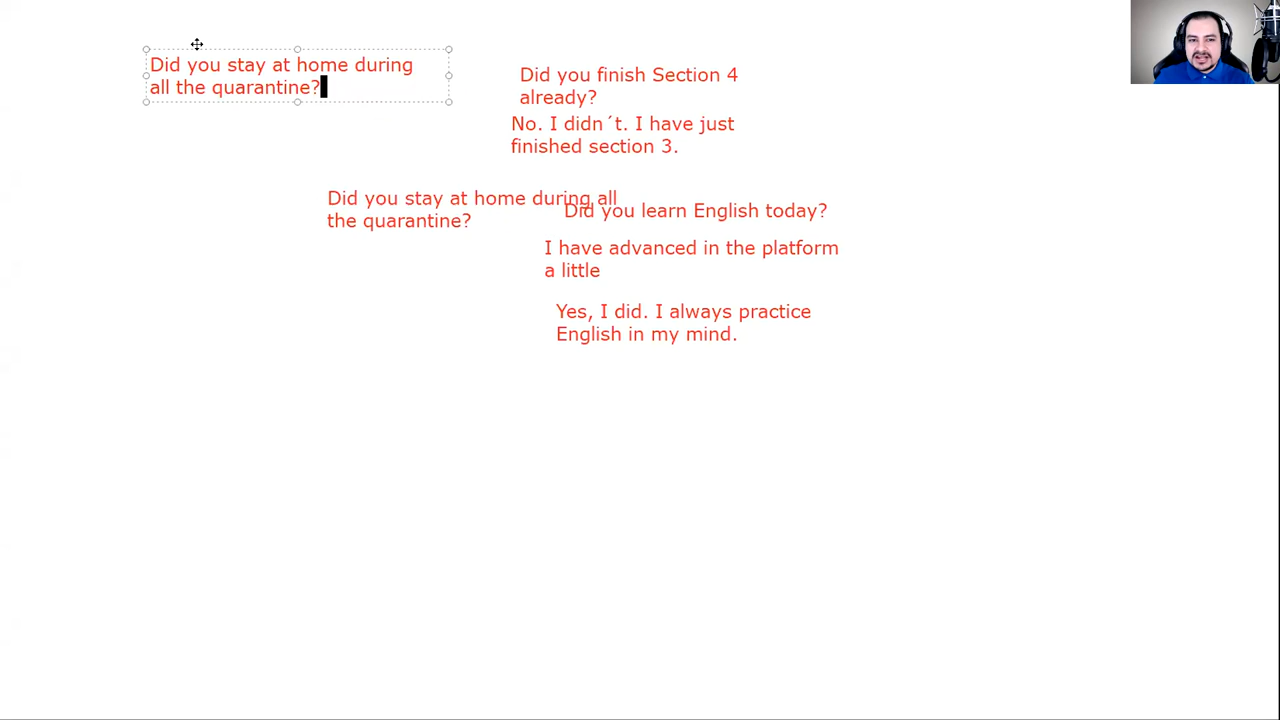 Did you stay at home during
all the quarantine?
Did you finish Section 4
already?
No. I didn´t. I have just
finished section 3.
Did you stay at home during all
the quarantine?
Did you learn English today?
I have advanced in the platform
a little
Yes, I did. I always practice
English in my mind.